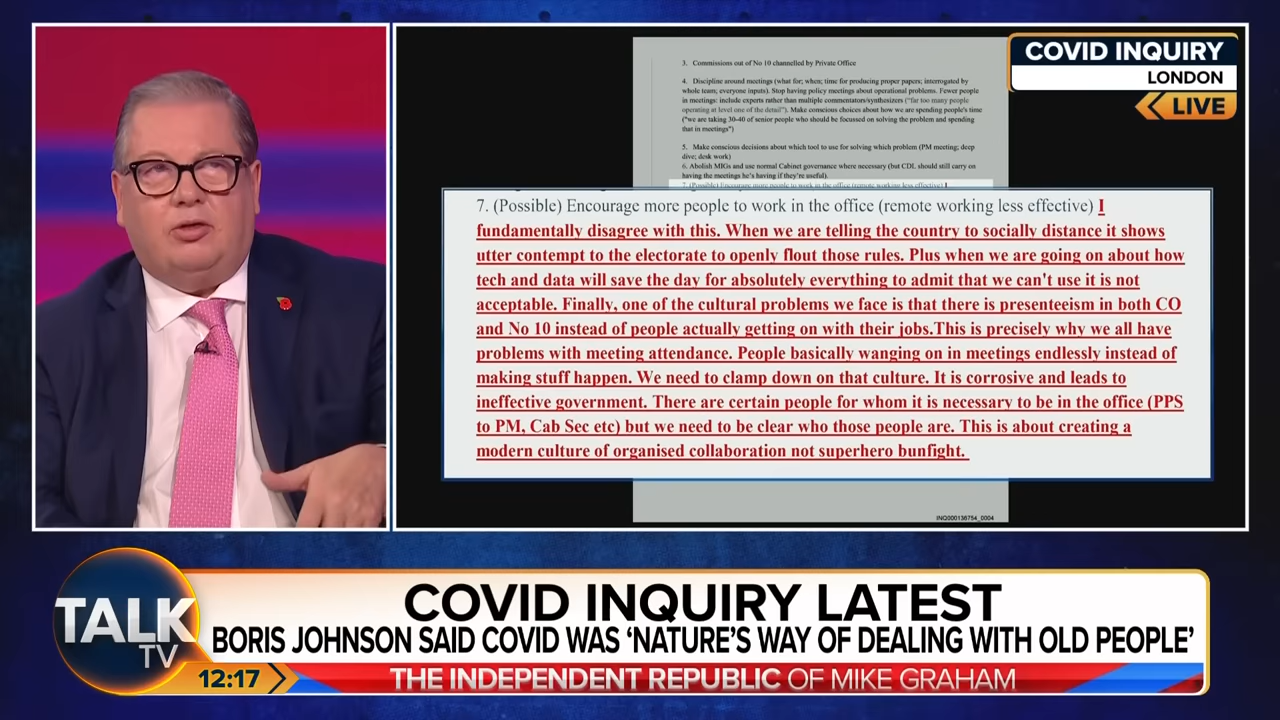 COVID INQUIRY
LONDON
LIVE
3. Commissions out of No 10 channelled by Private Office
4. Discipline around meetings (what for; when; time for producing proper papers; interrogated by
whole team; everyone inputs). Stop having policy meetings about operational problems. Fewer people
in meetings: include experts rather than multiple commentators/synthesizers ("far too many people
operating at level one of the detail"). Make conscious choices about how we are spending people's time
("we are taking 30-40 of senior people who should be focussed on solving the problem and spending
that in meetings")
5. Make conscious decisions about which tool to use for solving which problem (PM meeting; deep
dive; desk work)
6. Abolish MIGs and use normal Cabinet governance where necessary (but CDL should still carry on
having the meetings he's having if they're useful).
7. (Possible) Encourage more people to work in the office (remote working less effective) I
7. (Possible) Encourage more people to work in the office (remote working less effective) I
fundamentally disagree with this. When we are telling the country to socially distance it shows
utter contempt to the electorate to openly flout those rules. Plus when we are going on about how
tech and data will save the day for absolutely everything to admit that we can't use it is not
acceptable. Finally, one of the cultural problems we face is that there is presenteeism in both CO
and No 10 instead of people actually getting on with their jobs.This is precisely why we all have
problems with meeting attendance. People basically wanging on in meetings endlessly instead of
making stuff happen. We need to clamp down on that culture. It is corrosive and leads to
ineffective government. There are certain people for whom it is necessary to be in the office (PPS
to PM, Cab Sec etc) but we need to be clear who those people are. This is about creating a
modern culture of organised collaboration not superhero bunfight.
INQ000136754_0004
TALK
TV
COVID INQUIRY LATEST
BORIS JOHNSON SAID COVID WAS ‘NATURE’S WAY OF DEALING WITH OLD PEOPLE’
12:17
THE INDEPENDENT REPUBLIC OF MIKE GRAHAM